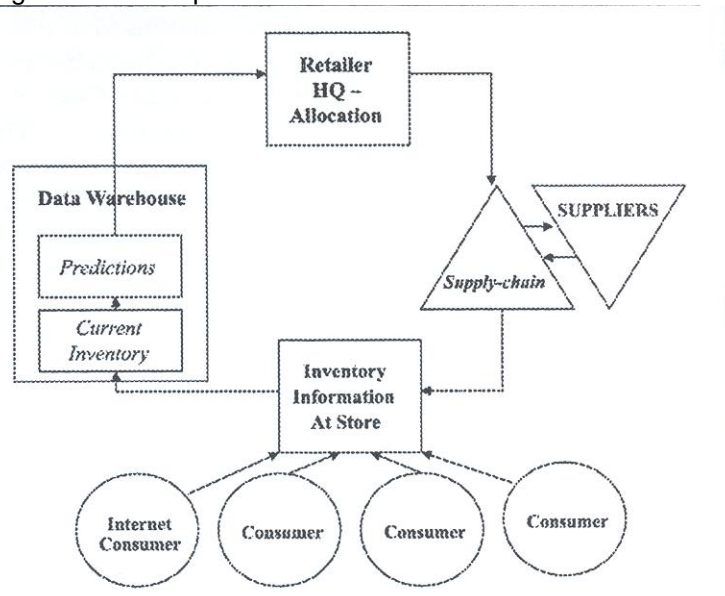 Retailer
HQ –
Allocation
Data Warehouse
Predictions
Current
Inventory
SUPPLIERS
Supply-chain
Inventory
Information
At Store
Internet
Consumer
Consumer
Consumer
Consumer